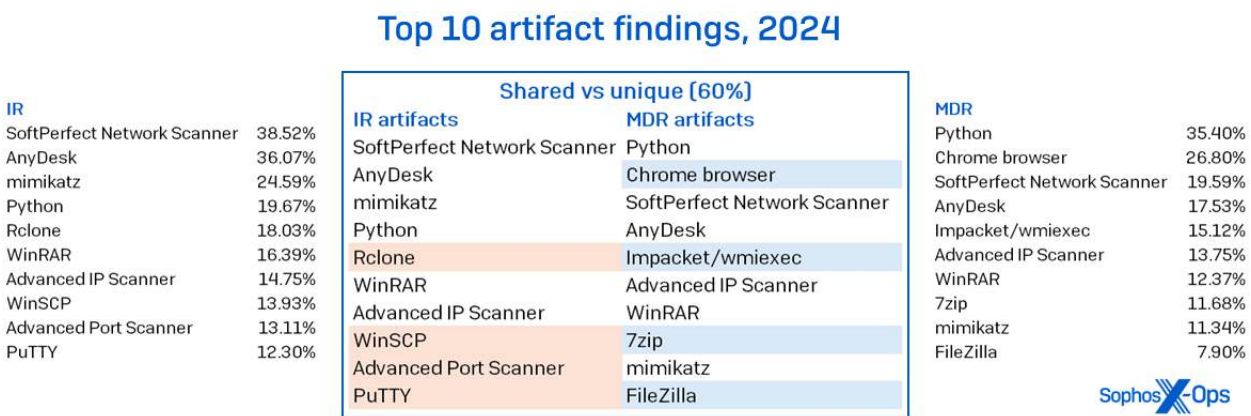 Top 10 artifact findings, 2024
IR
SoftPerfect Network Scanner 38.52%
AnyDesk 36.07%
mimikatz 24.59%
Python 19.67%
Rclone 18.03%
WinRAR 16.39%
Advanced IP Scanner 14.75%
WinSCP 13.93%
Advanced Port Scanner 13.11%
PuTTY 12.30%
Shared vs unique (60%)
IR artifacts MDR artifacts
SoftPerfect Network Scanner Python
AnyDesk Chrome browser
mimikatz SoftPerfect Network Scanner
Python AnyDesk
Rclone Impacket/wmiexec
WinRAR Advanced IP Scanner
Advanced IP Scanner WinRAR
WinSCP 7zip
Advanced Port Scanner mimikatz
PuTTY FileZilla
MDR
Python 35.40%
Chrome browser 26.80%
SoftPerfect Network Scanner 19.59%
AnyDesk 17.53%
Impacket/wmiexec 15.12%
Advanced IP Scanner 13.75%
WinRAR 12.37%
7zip 11.68%
mimikatz 11.34%
FileZilla 7.90%
Sophos X-Ops